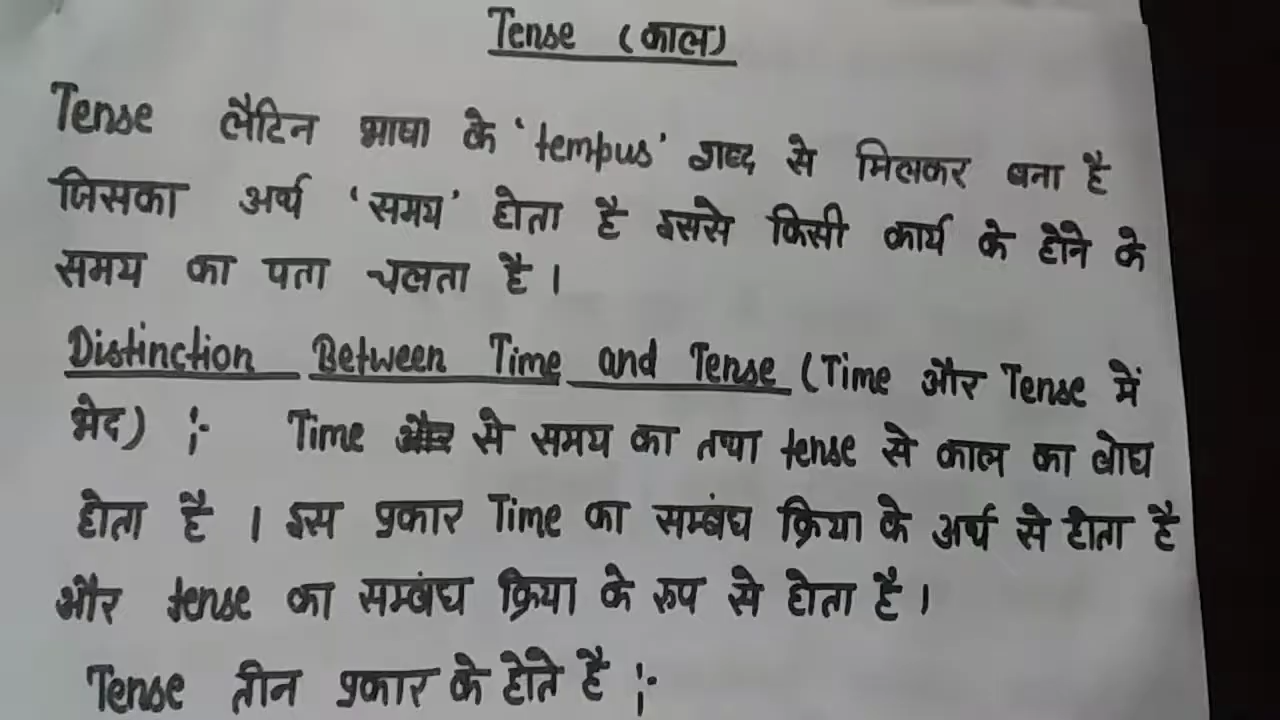 Tense (काल)
Tense लैटिन भाषा के 'tempus' शब्द से मिलकर बना है
जिसका अर्थ 'समय' होता है इससे किसी कार्य के होने के
समय का पता चलता है।
Distinction Between Time and Tense (Time और Tense में
भेद) :- Time से समय का तथा tense से काल का बोध
होता है । इस प्रकार Time का सम्बंध क्रिया के अर्थ से होता है
और tense का सम्बंध क्रिया के रुप से होता है।
Tense तीन प्रकार के होते है :-